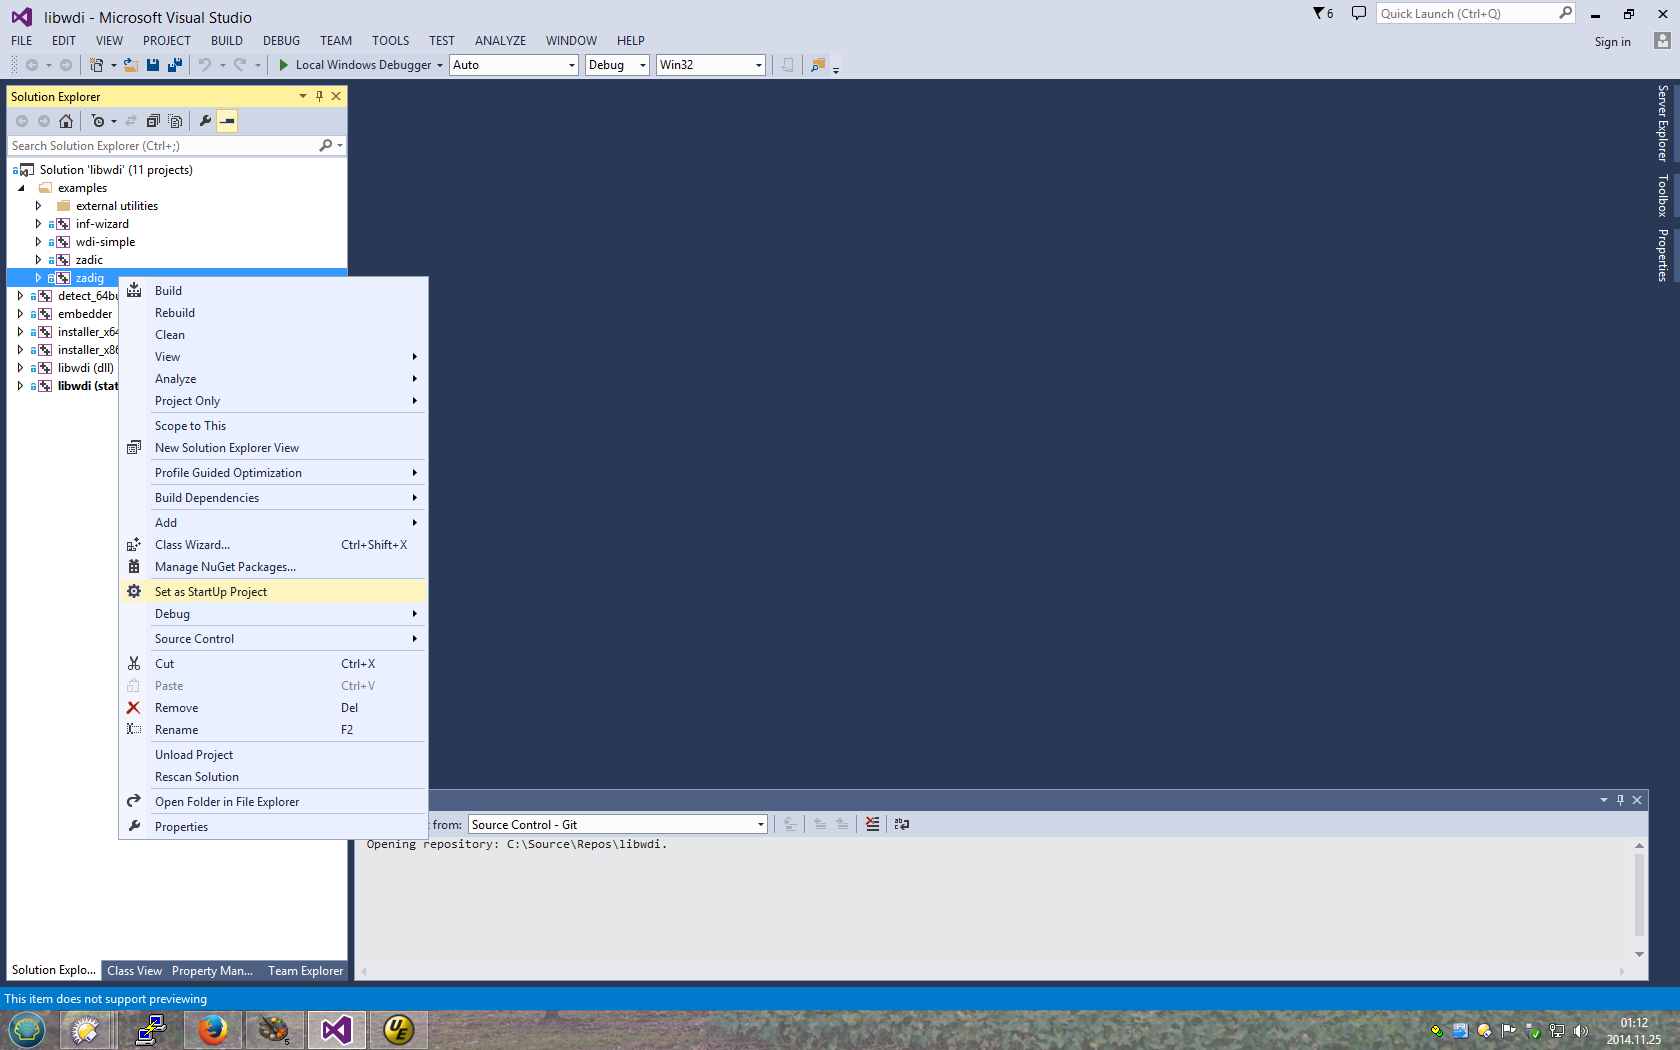 libwdi - Microsoft Visual Studio
6
Quick Launch (Ctrl+Q)
FILE EDIT VIEW PROJECT BUILD DEBUG TEAM TOOLS TEST ANALYZE WINDOW HELP
Sign in
Local Windows Debugger Auto Debug Win32
Solution Explorer
Search Solution Explorer (Ctrl+;)
Solution 'libwdi' (11 projects)
examples
external utilities
inf-wizard
wdi-simple
zadic
zadig
detect_64bu
embedder
installer_x64
installer_x86
libwdi (dll)
libwdi (stat
Build
Rebuild
Clean
View
Analyze
Project Only
Scope to This
New Solution Explorer View
Profile Guided Optimization
Build Dependencies
Add
Class Wizard... Ctrl+Shift+X
Manage NuGet Packages...
Set as StartUp Project
Debug
Source Control
Cut Ctrl+X
Paste Ctrl+V
Remove Del
Rename F2
Unload Project
Rescan Solution
Open Folder in File Explorer
Properties
Server Explorer
Toolbox
Properties
t from: Source Control - Git
Opening repository: C:\Source\Repos\libwdi.
Solution Explo... Class View Property Man... Team Explorer
This item does not support previewing
5
UE
01:12
2014.11.25